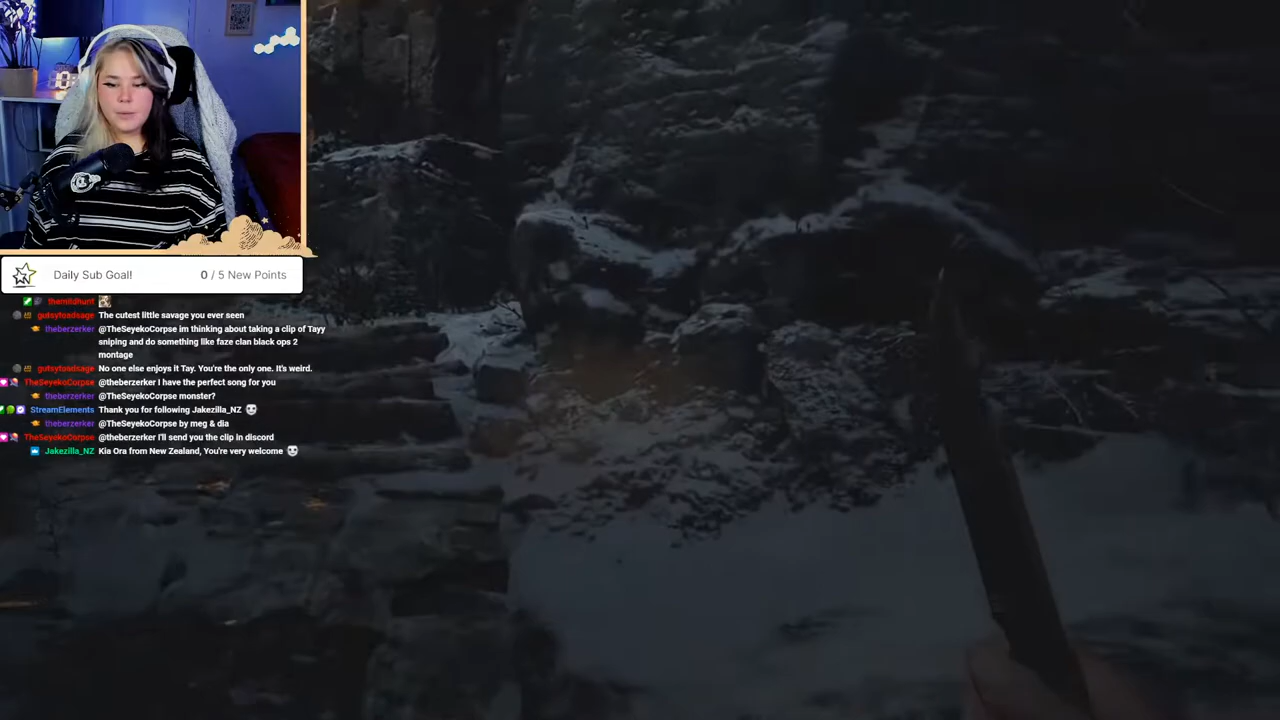 Daily Sub Goal! 0 / 5 New Points
themildhunt
gutsytoadsage The cutest little savage you ever seen
theberzerker @TheSeyekoCorpse im thinking about taking a clip of Tayy
sniping and do something like faze clan black ops 2
montage
gutsytoadsage No one else enjoys it Tay. You're the only one. It's weird.
TheSeyekoCorpse @theberzerker I have the perfect song for you
theberzerker @TheSeyekoCorpse monster?
StreamElements Thank you for following Jakezilla_NZ
theberzerker @TheSeyekoCorpse by meg & dia
TheSeyekoCorpse @theberzerker I'll send you the clip in discord
Jakezilla_NZ Kia Ora from New Zealand, You're very welcome